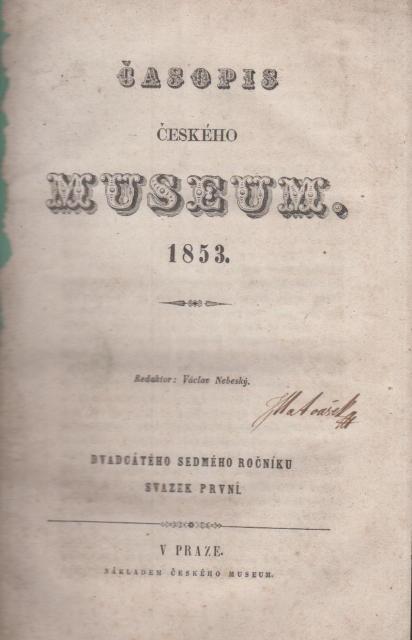 ČASOPIS
ČESKÉHO
MUSEUM.
1853.
Redaktor: Václav Nebeský.
DVADCÁTÉHO SEDMÉHO ROČNÍKU
SVAZEK PRVNÍ.
V PRAZE.
NÁKLADEM ČESKÉHO MUSEUM.